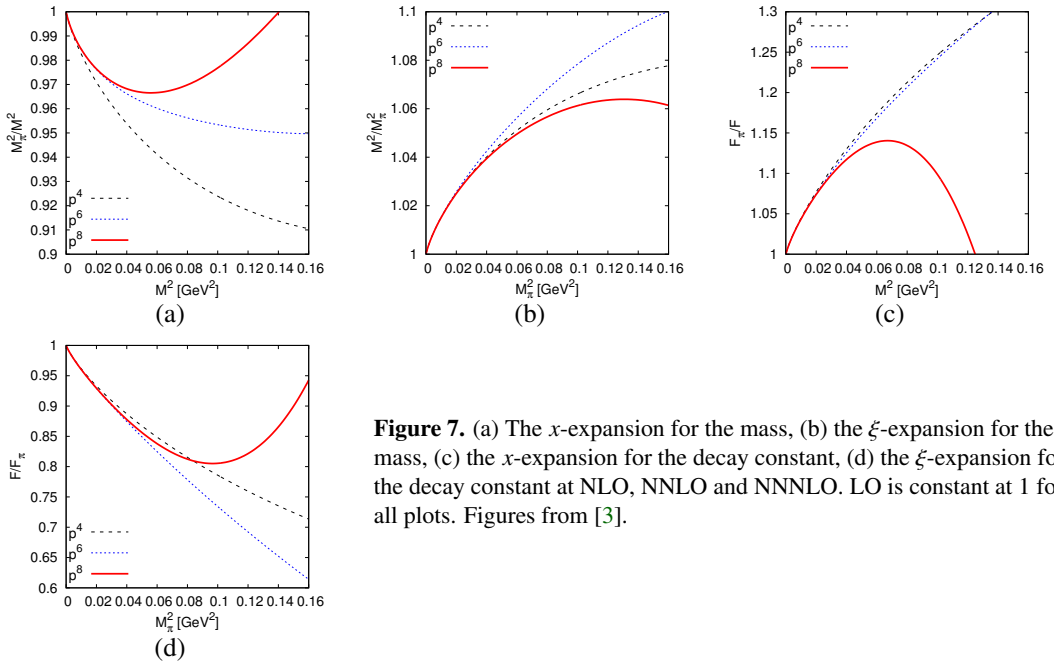 1
0.99
0.98
0.97
0.96
0.95
0.94
0.93
0.92
0.91
0.9
M²π/M²
p⁴
p⁶
p⁸
0 0.02 0.04 0.06 0.08 0.1 0.12 0.14 0.16
M² [GeV²]
(a)
1.1
1.08
1.06
1.04
1.02
1
M²/M²π
p⁴
p⁶
p⁸
0 0.02 0.04 0.06 0.08 0.1 0.12 0.14 0.16
M²π [GeV²]
(b)
1.3
1.25
1.2
1.15
1.1
1.05
1
Fπ/F
p⁴
p⁶
p⁸
0 0.02 0.04 0.06 0.08 0.1 0.12 0.14 0.16
M² [GeV²]
(c)
1
0.95
0.9
0.85
0.8
0.75
0.7
0.65
0.6
F/Fπ
p⁴
p⁶
p⁸
0 0.02 0.04 0.06 0.08 0.1 0.12 0.14 0.16
M²π [GeV²]
(d)
Figure 7. (a) The x-expansion for the mass, (b) the ξ-expansion for the
mass, (c) the x-expansion for the decay constant, (d) the ξ-expansion fo
the decay constant at NLO, NNLO and NNNLO. LO is constant at 1 fo
all plots. Figures from [3].